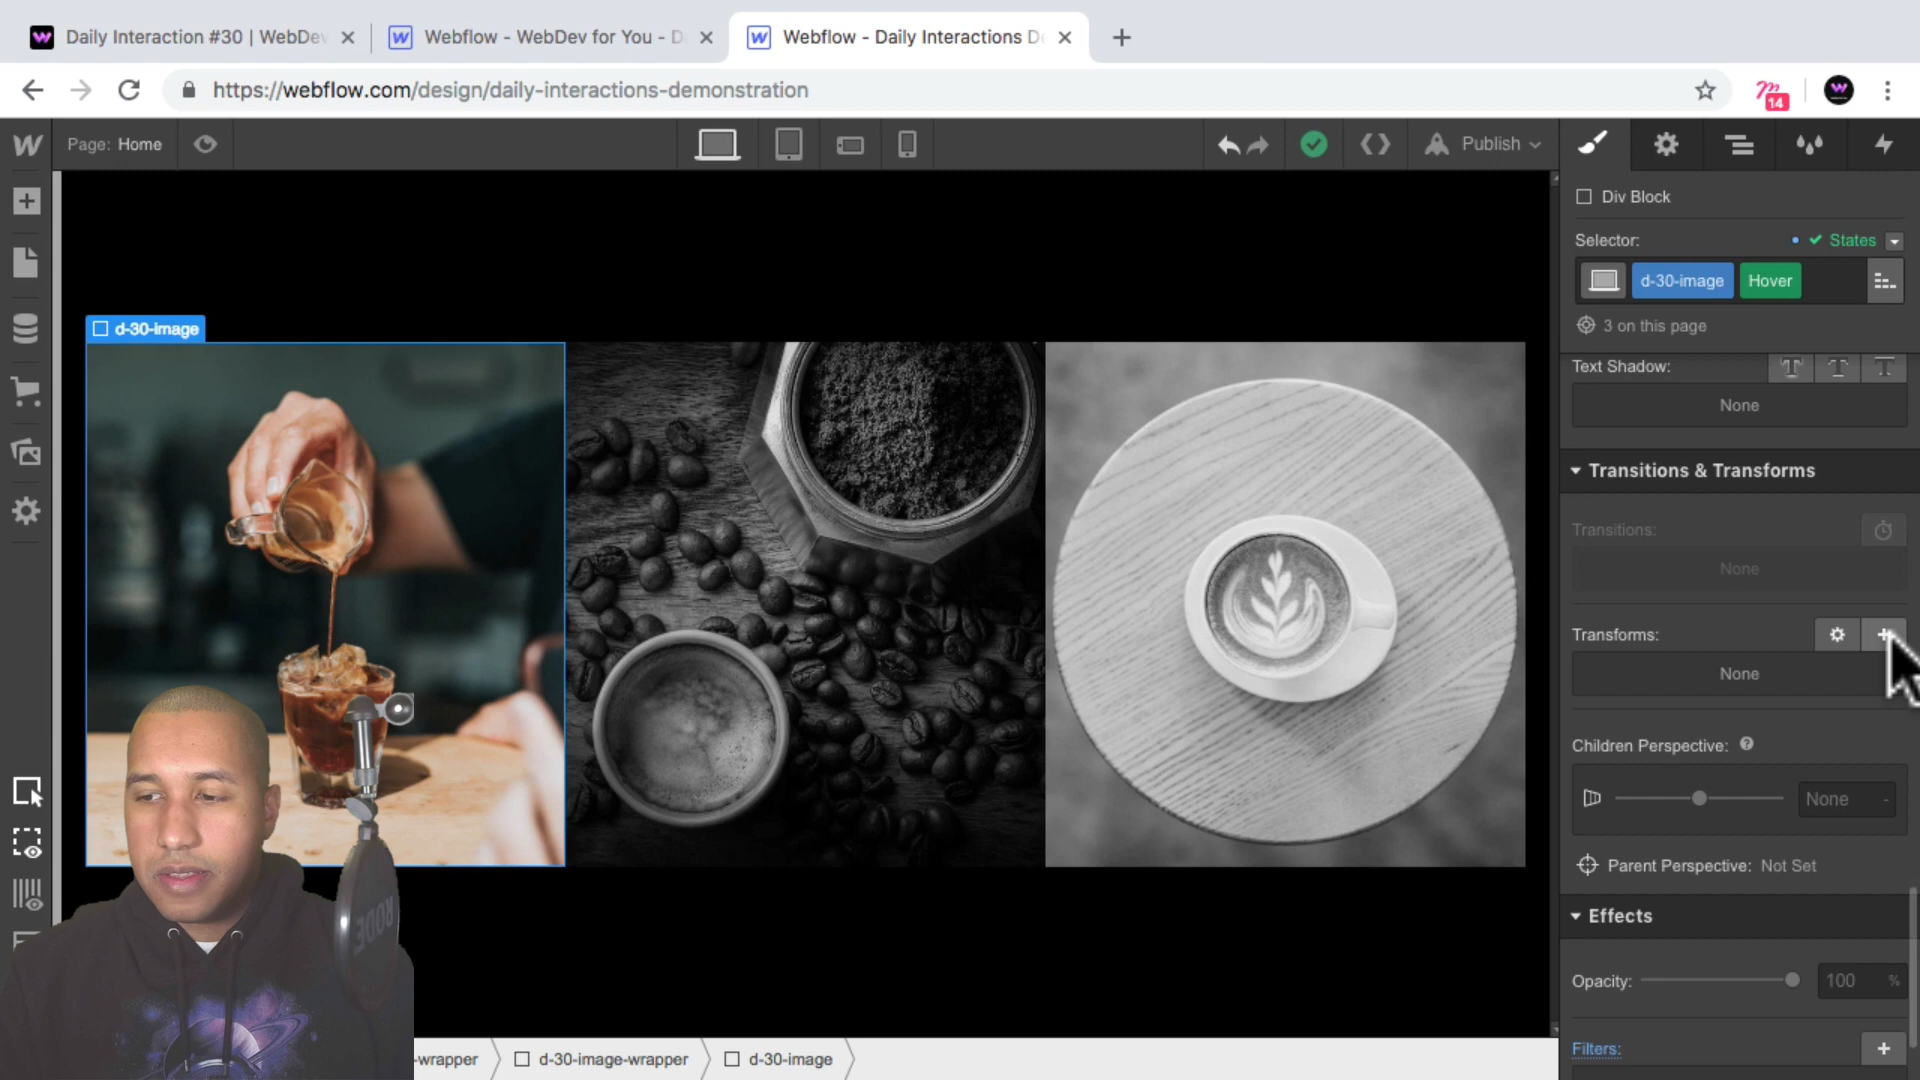 Daily Interaction #30 | WebDev
Webflow - WebDev for You - D
Webflow - Daily Interactions De
https://webflow.com/design/daily-interactions-demonstration
14
Page: Home
Publish
Div Block
Selector:
States
d-30-image
Hover
3 on this page
Text Shadow:
None
d-30-image
Transitions & Transforms
Transitions:
None
Transforms:
None
Children Perspective:
None
-
Parent Perspective: Not Set
Effects
Opacity:
100
%
Filters:
RODE
-wrapper
d-30-image-wrapper
d-30-image